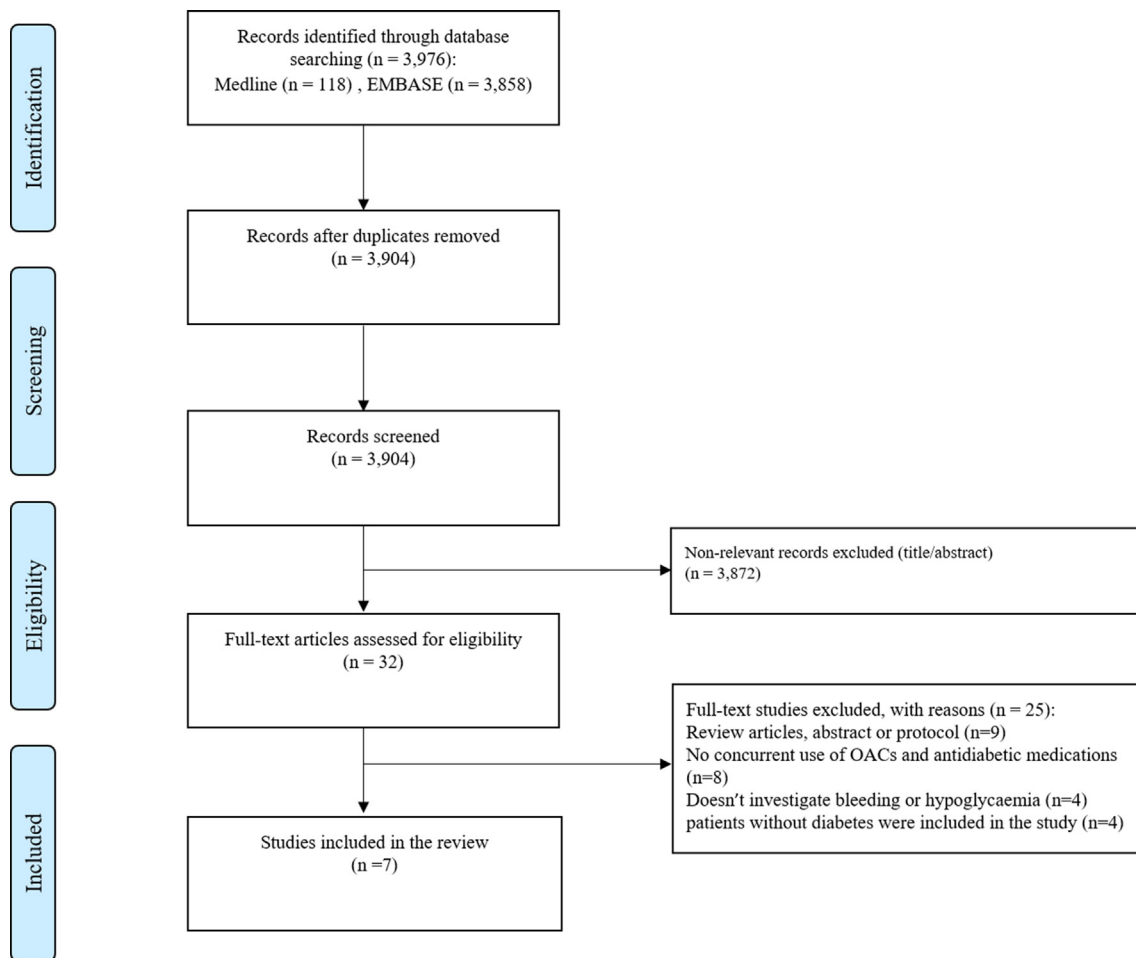 Identification
Records identified through database
searching (n = 3,976):
Medline (n = 118) , EMBASE (n = 3,858)
Records after duplicates removed
(n = 3,904)
Screening
Records screened
(n = 3,904)
Non-relevant records excluded (title/abstract)
(n = 3,872)
Eligibility
Full-text articles assessed for eligibility
(n = 32)
Full-text studies excluded, with reasons (n = 25):
Review articles, abstract or protocol (n=9)
No concurrent use of OACs and antidiabetic medications
(n=8)
Doesn’t investigate bleeding or hypoglycaemia (n=4)
patients without diabetes were included in the study (n=4)
Included
Studies included in the review
(n =7)